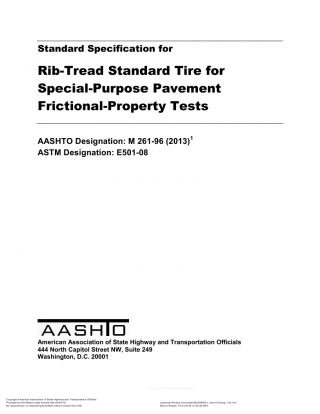 Standard Specification for
Rib-Tread Standard Tire for
Special-Purpose Pavement
Frictional-Property Tests
AASHTO Designation: M 261-96 (2013)1
ASTM Designation: E501-08
AASHTO
American Association of State Highway and Transportation Officials
444 North Capitol Street NW, Suite 249
Washington, D.C. 20001